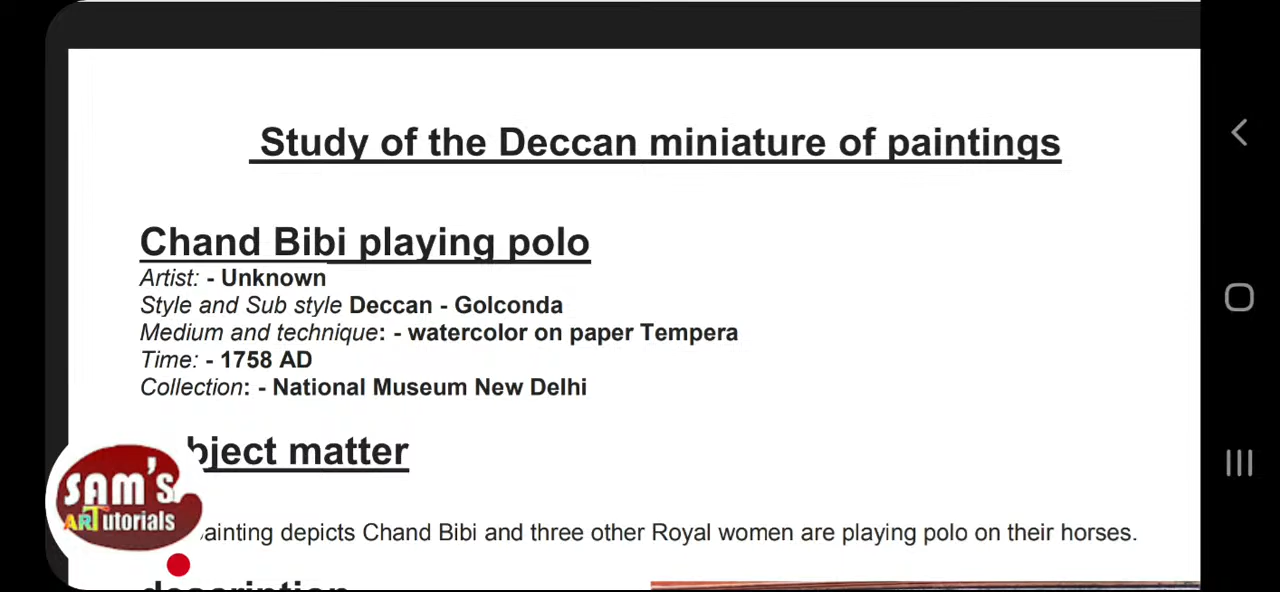 Study of the Deccan miniature of paintings
Chand Bibi playing polo
Artist: - Unknown
Style and Sub style Deccan - Golconda
Medium and technique: - watercolor on paper Tempera
Time: - 1758 AD
Collection: - National Museum New Delhi
bject matter
SAM'S
ARTutorials
ainting depicts Chand Bibi and three other Royal women are playing polo on their horses.
description